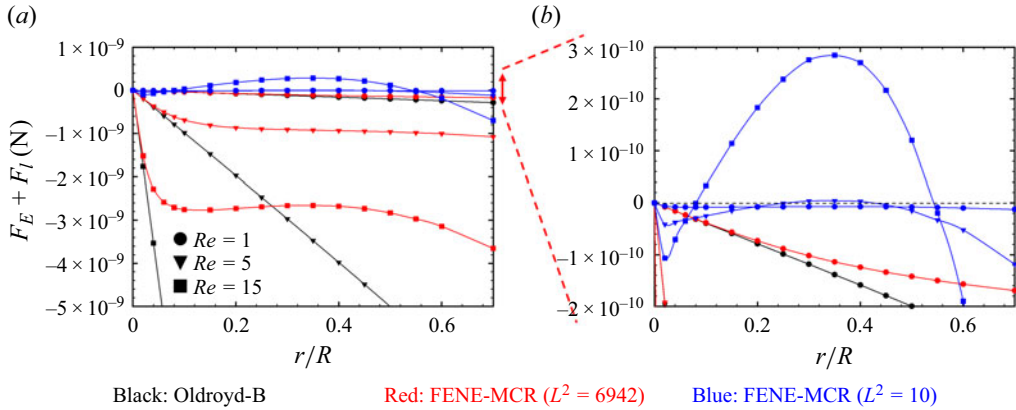 (a)
(b)
F_E + F_l (N)
1 × 10⁻⁹
0
−1 × 10⁻⁹
−2 × 10⁻⁹
−3 × 10⁻⁹
−4 × 10⁻⁹
−5 × 10⁻⁹
Re = 1
Re = 5
Re = 15
0 0.2 0.4 0.6
r/R
3 × 10⁻¹⁰
2 × 10⁻¹⁰
1 × 10⁻¹⁰
0
−1 × 10⁻¹⁰
−2 × 10⁻¹⁰
0 0.2 0.4 0.6
r/R
Black: Oldroyd-B Red: FENE-MCR (L² = 6942) Blue: FENE-MCR (L² = 10)